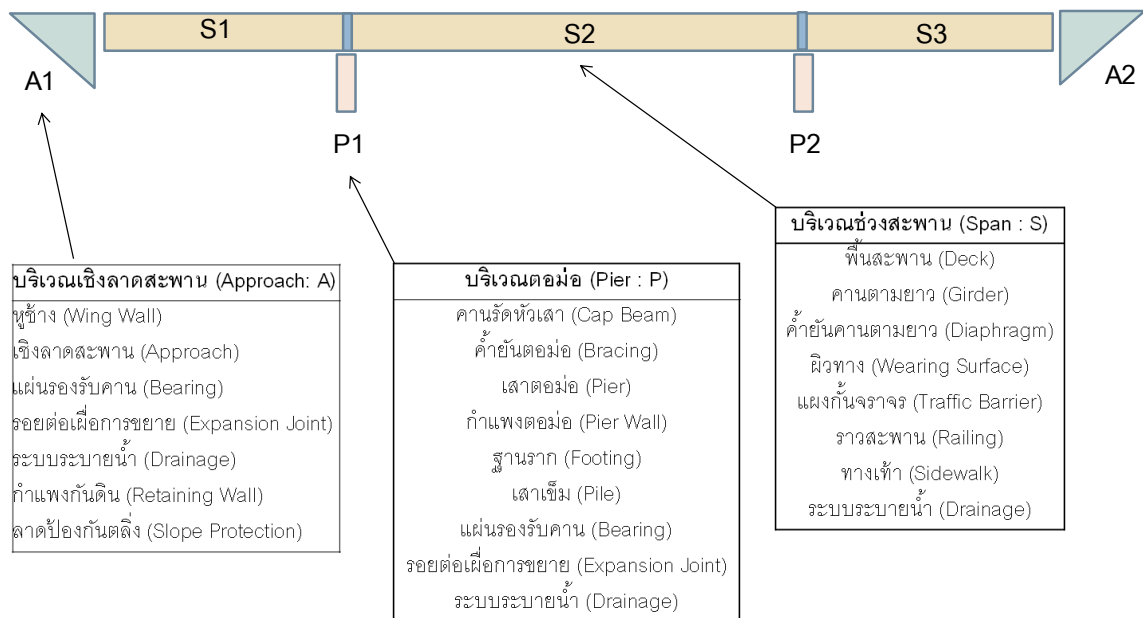 S1
S2
S3
A1
A2
P1
P2
บริเวณช่วงสะพาน (Span : S)
พื้นสะพาน (Deck)
คานตามยาว (Girder)
ค้ำยันคานตามยาว (Diaphragm)
ผิวทาง (Wearing Surface)
แผงกั้นจราจร (Traffic Barrier)
ราวสะพาน (Railing)
ทางเท้า (Sidewalk)
ระบบระบายน้ำ (Drainage)
บริเวณเชิงลาดสะพาน (Approach: A)
หูช้าง (Wing Wall)
เชิงลาดสะพาน (Approach)
แผ่นรองรับคาน (Bearing)
รอยต่อเผื่อการขยาย (Expansion Joint)
ระบบระบายน้ำ (Drainage)
กำแพงกันดิน (Retaining Wall)
ลาดป้องกันตลิ่ง (Slope Protection)
บริเวณตอม่อ (Pier : P)
คานรัดหัวเสา (Cap Beam)
ค้ำยันตอม่อ (Bracing)
เสาตอม่อ (Pier)
กำแพงตอม่อ (Pier Wall)
ฐานราก (Footing)
เสาเข็ม (Pile)
แผ่นรองรับคาน (Bearing)
รอยต่อเผื่อการขยาย (Expansion Joint)
ระบบระบายน้ำ (Drainage)